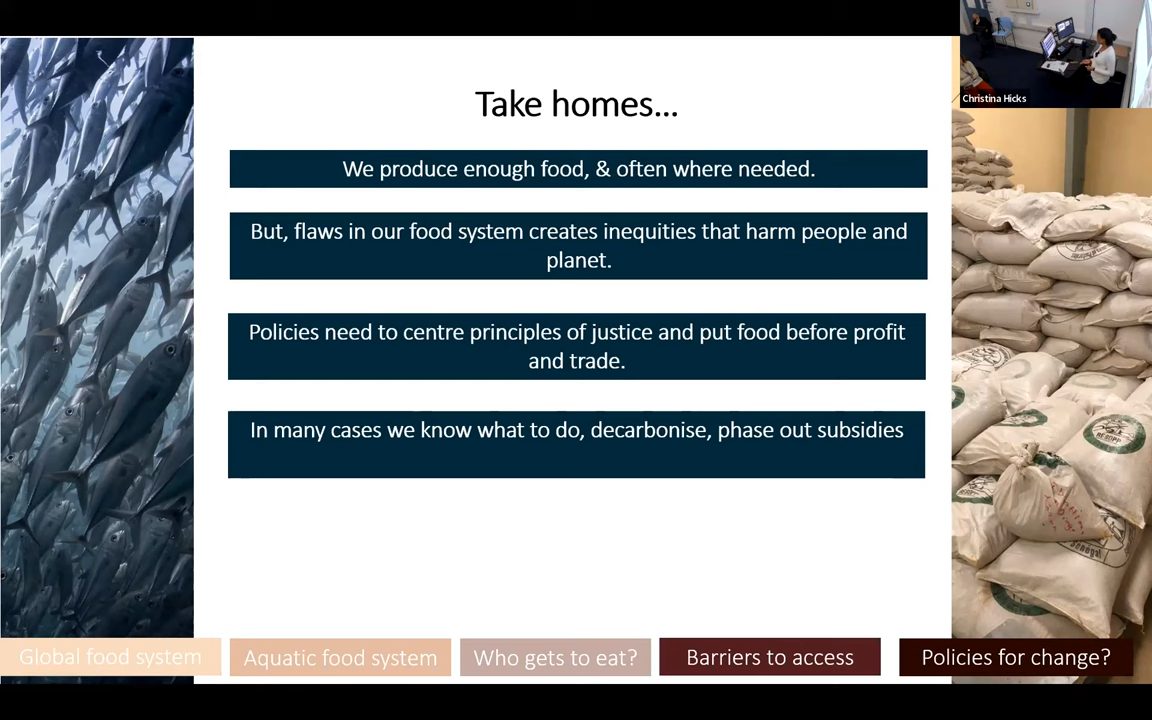 Christina Hicks
Take homes...
We produce enough food, & often where needed.
But, flaws in our food system creates inequities that harm people and
planet.
Policies need to centre principles of justice and put food before profit
and trade.
In many cases we know what to do, decarbonise, phase out subsidies
Senegal
Global food system
Aquatic food system
Who gets to eat?
Barriers to access
Policies for change?